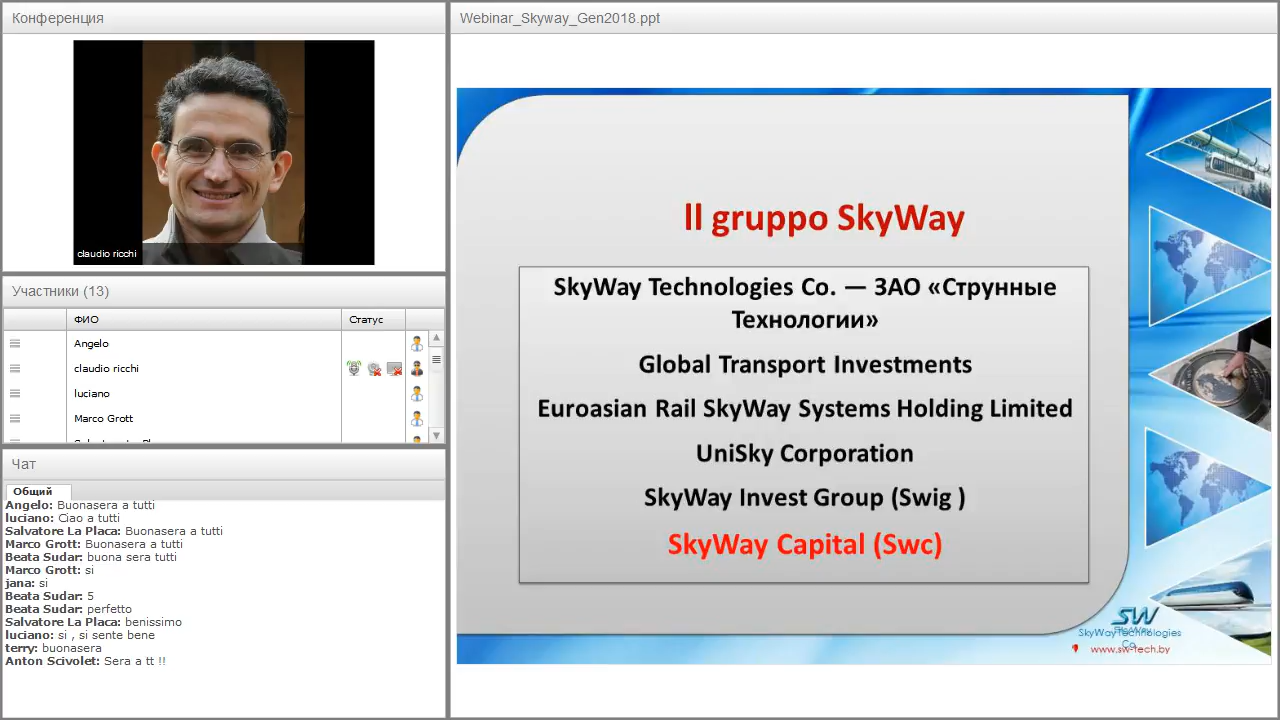 Конференция
claudio ricchi
Участники (13)
ФИО
Статус
Angelo
claudio ricchi
luciano
Marco Grott
Чат
Общий
Angelo: Buonasera a tutti
luciano: Ciao a tutti
Salvatore La Placa: Buonasera a tutti
Marco Grott: Buonasera a tutti
Beata Sudar: buona sera tutti
Marco Grott: si
jana: si
Beata Sudar: 5
Beata Sudar: perfetto
Salvatore La Placa: benissimo
luciano: si , si sente bene
terry: buonasera
Anton Scivolet: Sera a tt !!
Webinar_Skyway_Gen2018.ppt
Il gruppo SkyWay
SkyWay Technologies Co. — ЗАО «Струнные
Технологии»
Global Transport Investments
Euroasian Rail SkyWay Systems Holding Limited
UniSky Corporation
SkyWay Invest Group (Swig )
SkyWay Capital (Swc)
SW
SkyWay
SkyWay Technologies
Co.
www.sw-tech.by